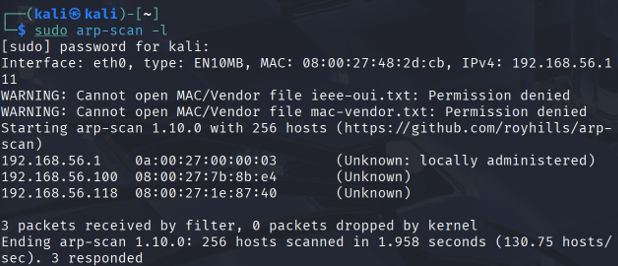 ┌──(kali㉿kali)-[~]
└─$ sudo arp-scan -l
[sudo] password for kali:
Interface: eth0, type: EN10MB, MAC: 08:00:27:48:2d:cb, IPv4: 192.168.56.1
11
WARNING: Cannot open MAC/Vendor file ieee-oui.txt: Permission denied
WARNING: Cannot open MAC/Vendor file mac-vendor.txt: Permission denied
Starting arp-scan 1.10.0 with 256 hosts (https://github.com/royhills/arp-
scan)
192.168.56.1    0a:00:27:00:00:03       (Unknown: locally administered)
192.168.56.100  08:00:27:7b:8b:e4       (Unknown)
192.168.56.118  08:00:27:1e:87:40       (Unknown)
3 packets received by filter, 0 packets dropped by kernel
Ending arp-scan 1.10.0: 256 hosts scanned in 1.958 seconds (130.75 hosts/
sec). 3 responded